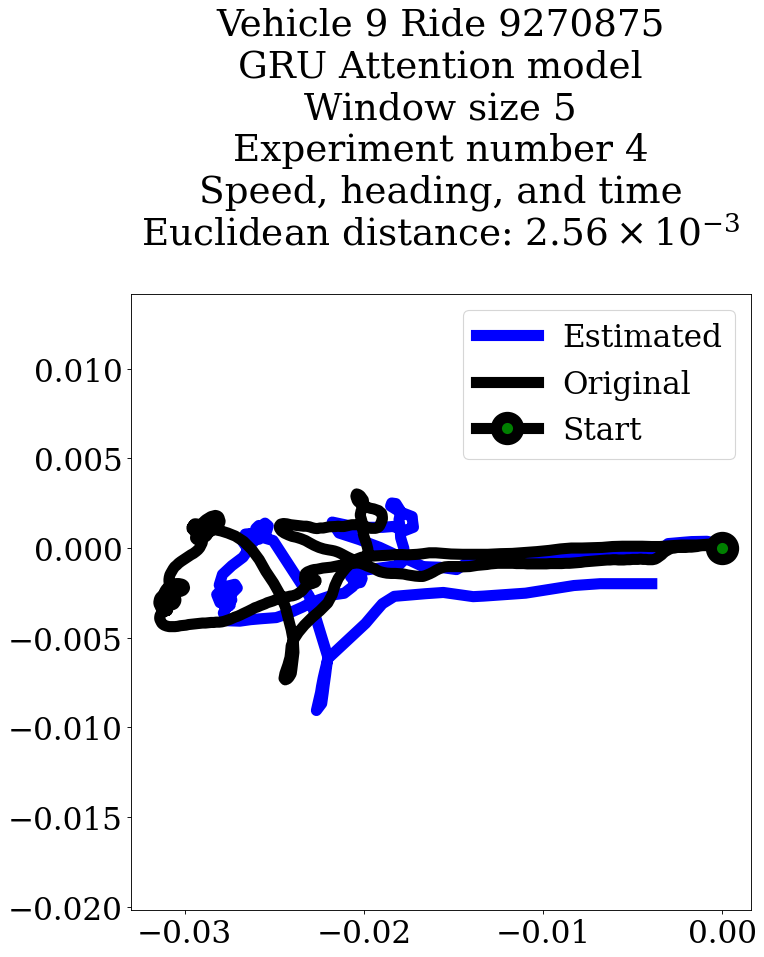 Vehicle 9 Ride 9270875
GRU Attention model
Window size 5
Experiment number 4
Speed, heading, and time
Euclidean distance: 2.56 × 10⁻³
Estimated
Original
Start
0.010
0.005
0.000
−0.005
−0.010
−0.015
−0.020
−0.03 −0.02 −0.01 0.00